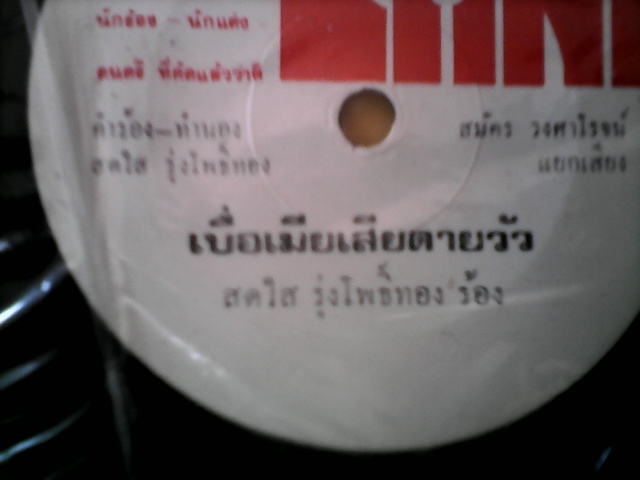 นักร้อง - นักแต่ง
ดนตรี ที่คัดแล้วว่าดี
คำร้อง-ทำนอง
สดใส รุ่งโพธิ์ทอง
สมัคร วงศาโรจน์
แยกเสียง
เบื่อเมียเสียดายวัว
สดใส รุ่งโพธิ์ทอง ร้อง